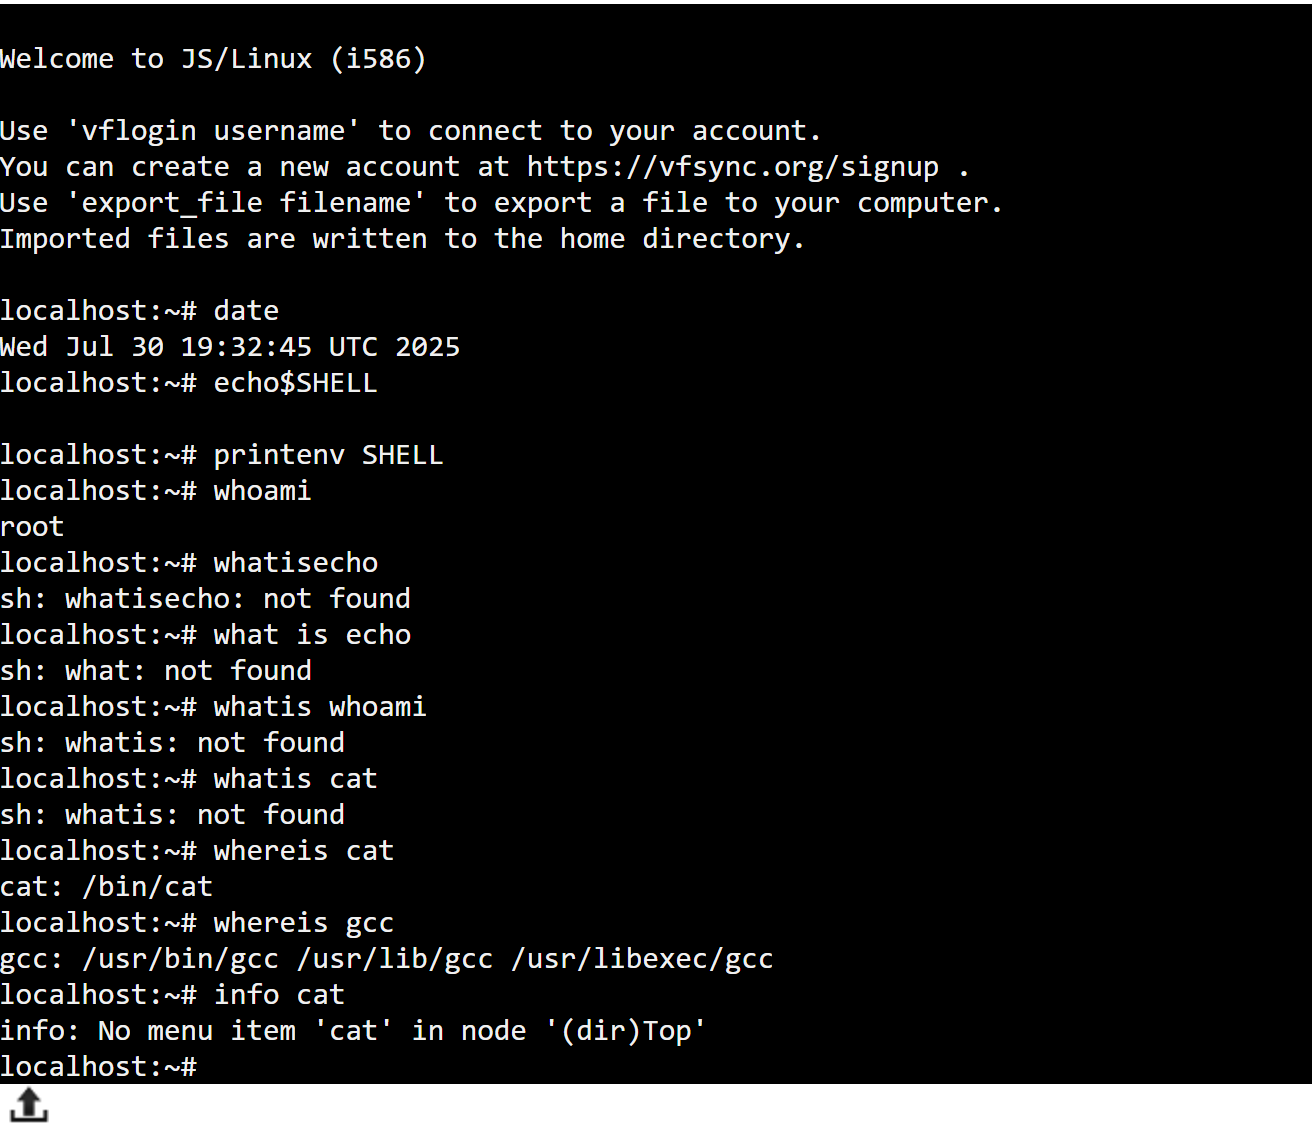 Welcome to JS/Linux (i586)
Use 'vflogin username' to connect to your account.
You can create a new account at https://vfsync.org/signup .
Use 'export_file filename' to export a file to your computer.
Imported files are written to the home directory.
localhost:~# date
Wed Jul 30 19:32:45 UTC 2025
localhost:~# echo$SHELL
localhost:~# printenv SHELL
localhost:~# whoami
root
localhost:~# whatisecho
sh: whatisecho: not found
localhost:~# what is echo
sh: what: not found
localhost:~# whatis whoami
sh: whatis: not found
localhost:~# whatis cat
sh: whatis: not found
localhost:~# whereis cat
cat: /bin/cat
localhost:~# whereis gcc
gcc: /usr/bin/gcc /usr/lib/gcc /usr/libexec/gcc
localhost:~# info cat
info: No menu item 'cat' in node '(dir)Top'
localhost:~#